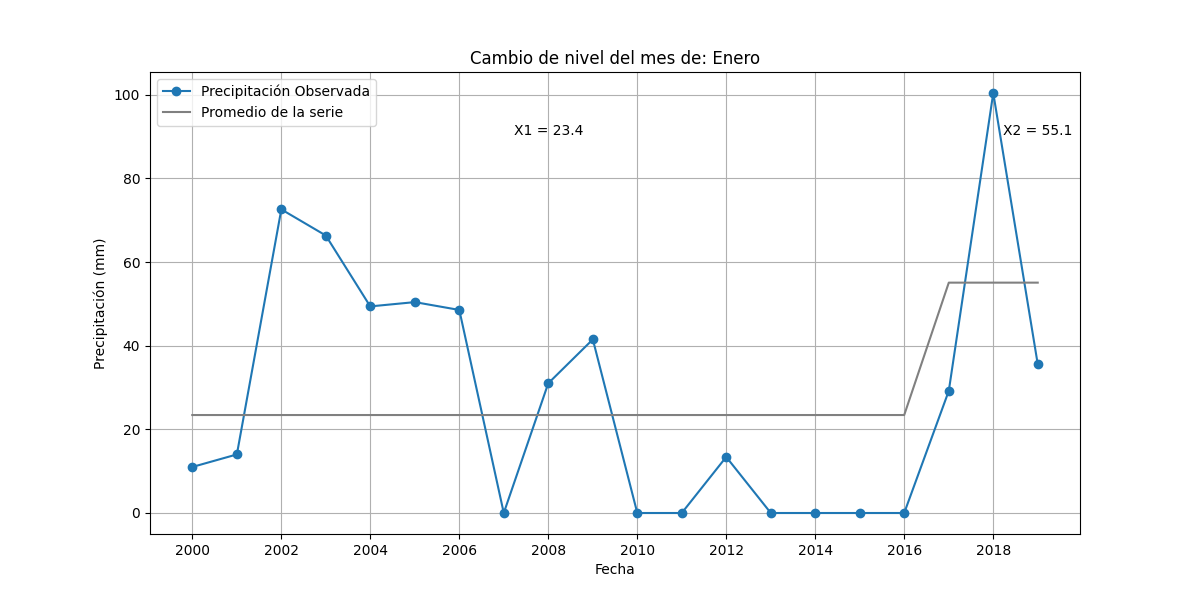 Cambio de nivel del mes de: Enero
Precipitación Observada
Promedio de la serie
X1 = 23.4
X2 = 55.1
Precipitación (mm)
100
80
60
40
20
0
2000 2002 2004 2006 2008 2010 2012 2014 2016 2018
Fecha